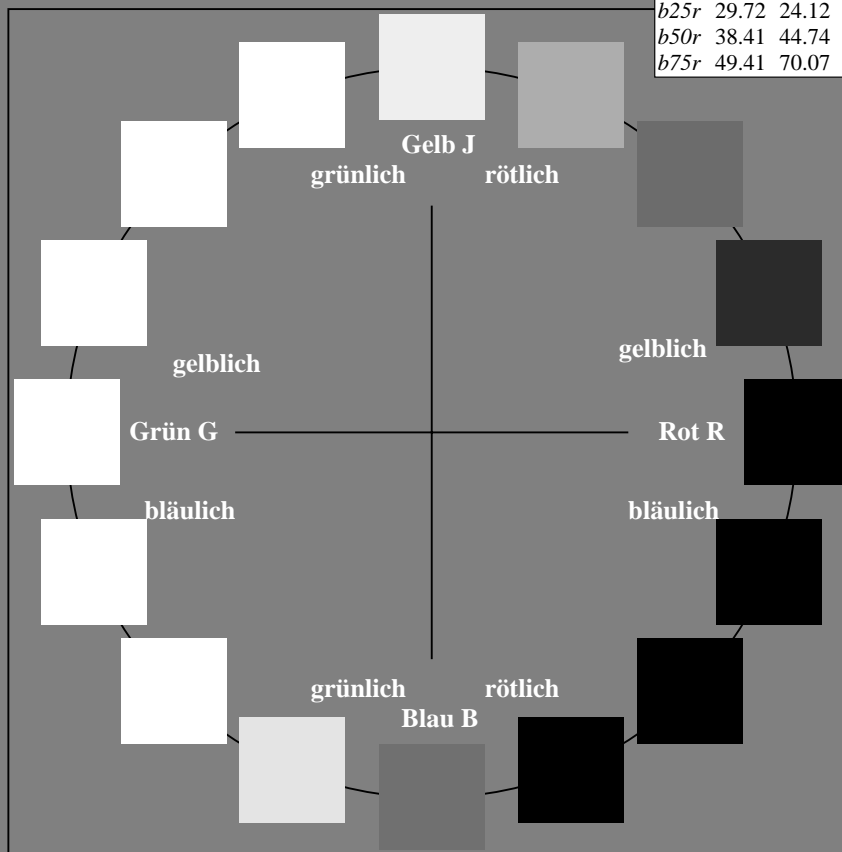 b25r 29.72 24.12
b50r 38.41 44.74
b75r 49.41 70.07
Gelb J
grünlich rötlich
gelblich gelblich
Grün G Rot R
bläulich bläulich
grünlich rötlich
Blau B